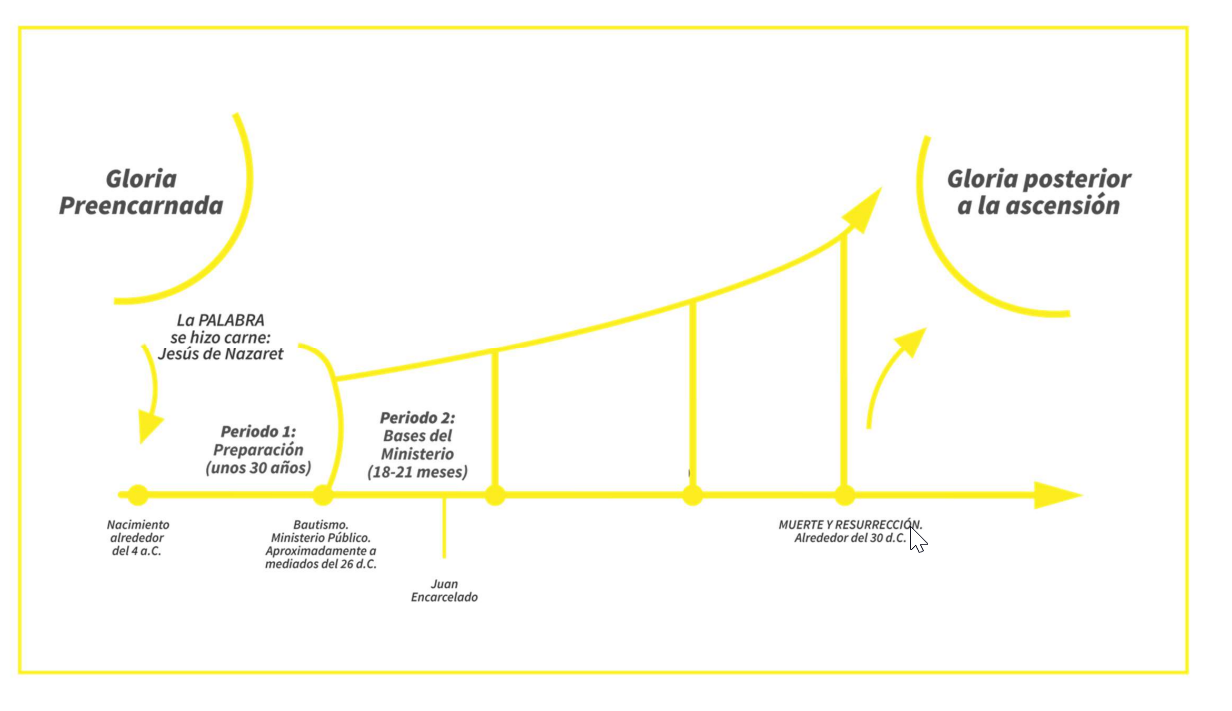 Gloria
Preencarnada
Gloria posterior
a la ascensión
La PALABRA
se hizo carne:
Jesús de Nazaret
Periodo 1:
Preparación
(unos 30 años)
Periodo 2:
Bases del
Ministerio
(18-21 meses)
Nacimiento
alrededor
del 4 a.C.
Bautismo.
Ministerio Público.
Aproximadamente a
mediados del 26 d.C.
Juan
Encarcelado
MUERTE Y RESURRECCIÓN.
Alrededor del 30 d.C.